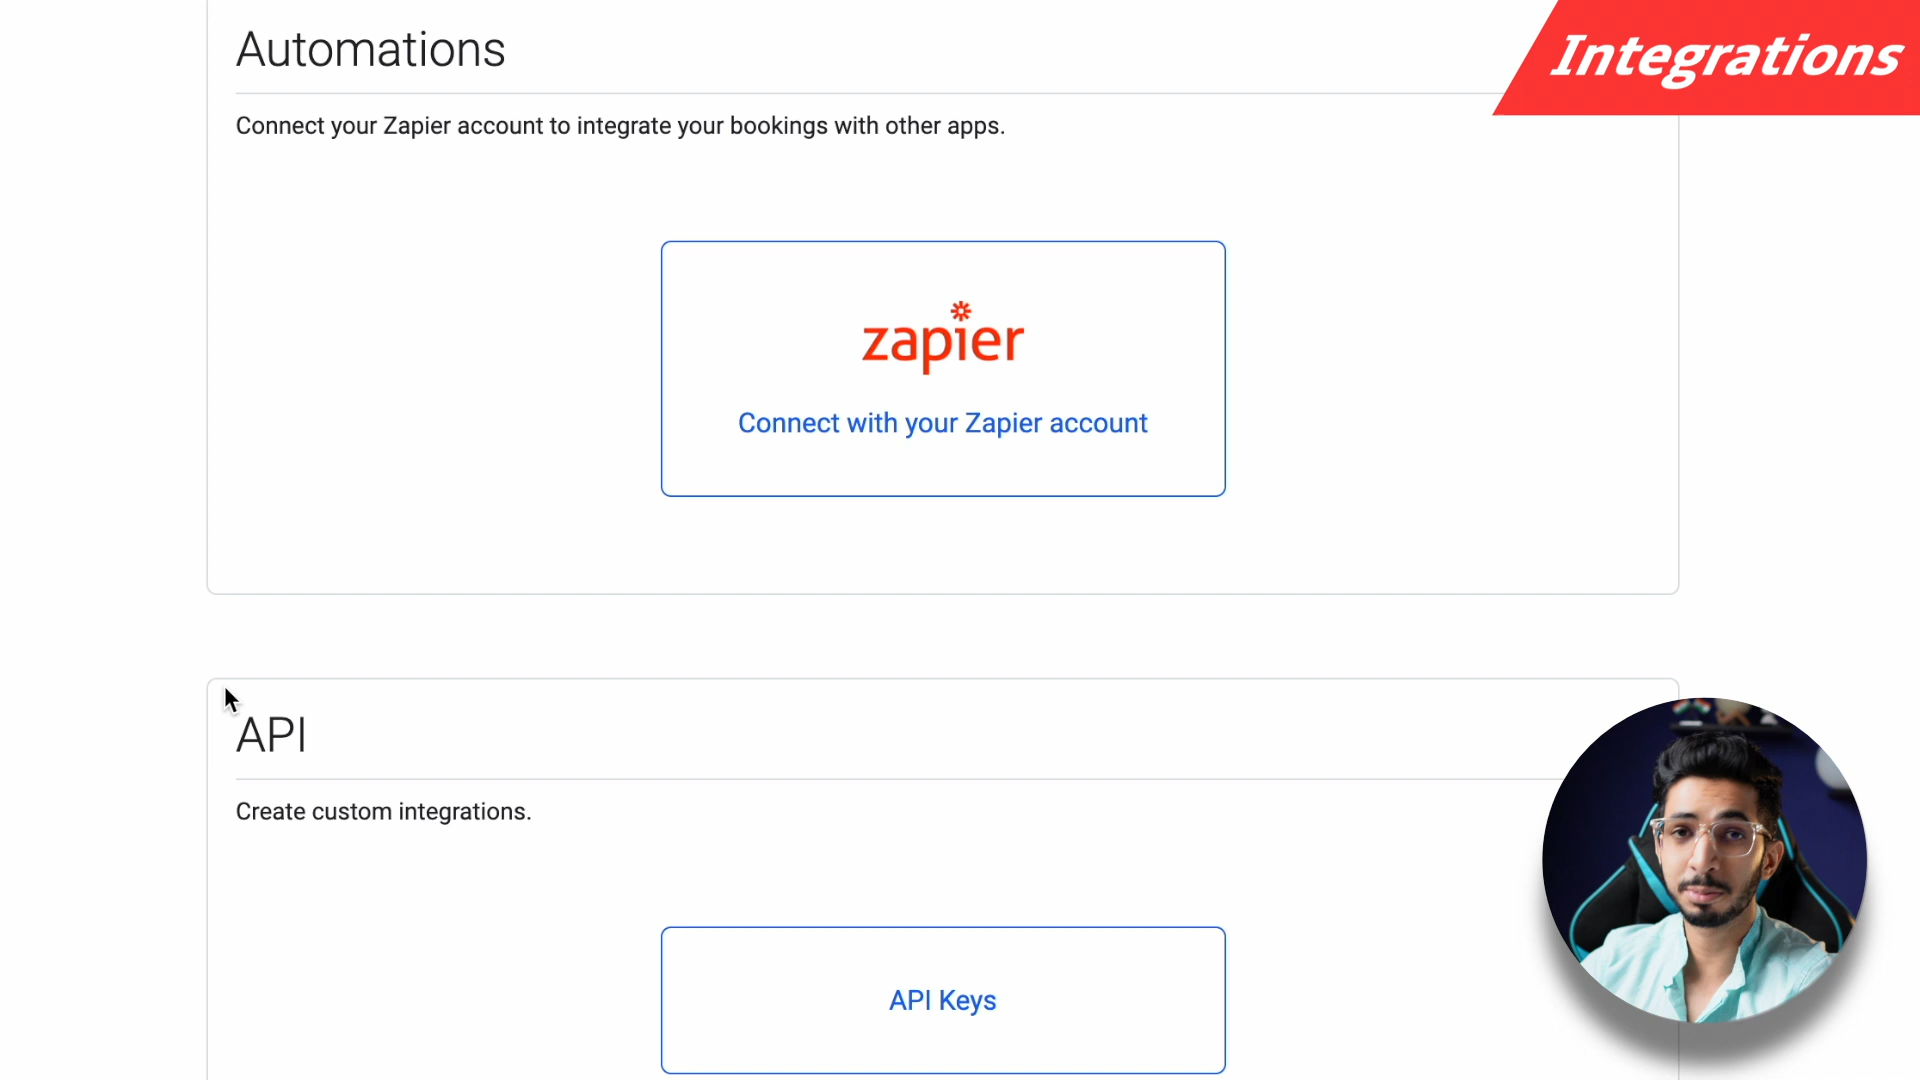 Automations
Integrations
Connect your Zapier account to integrate your bookings with other apps.
zapier
Connect with your Zapier account
API
Create custom integrations.
API Keys